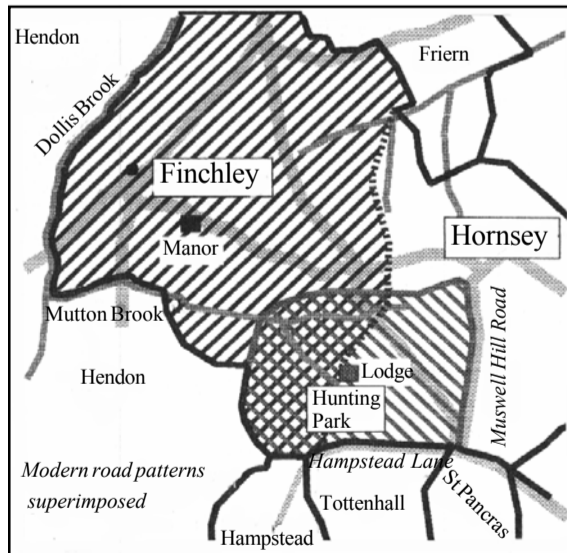 Hendon
Friern
Dollis Brook
Finchley
Manor
Hornsey
Mutton Brook
Lodge
Hendon
Hunting
Park
Muswell Hill Road
Hampstead Lane
Modern road patterns
superimposed
Tottenhall
St Pancras
Hampstead